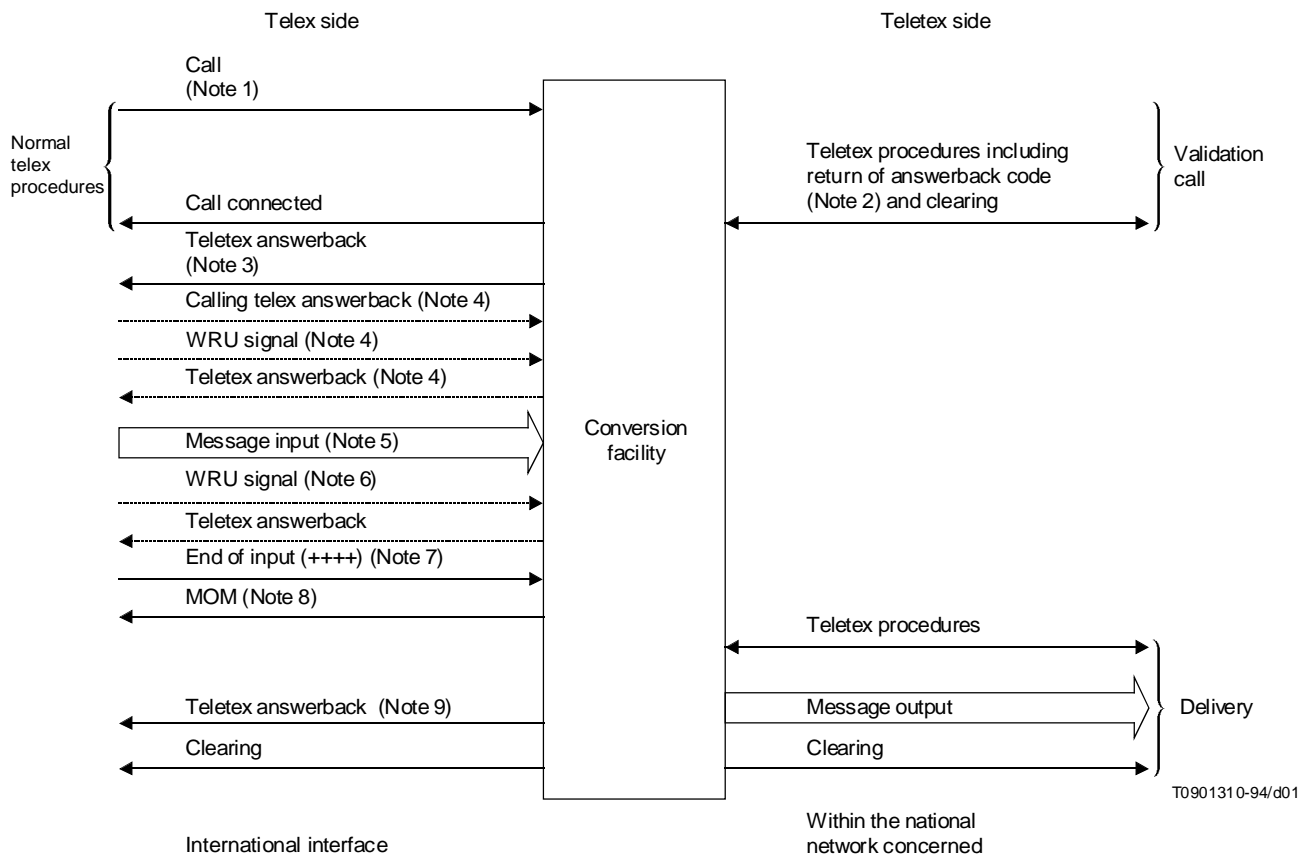 Telex side
Teletex side
Call
(Note 1)
Normal
telex
procedures
Teletex procedures including
return of answerback code
(Note 2) and clearing
Validation
call
Call connected
Teletex answerback
(Note 3)
Calling telex answerback (Note 4)
WRU signal (Note 4)
Teletex answerback (Note 4)
Message input (Note 5)
Conversion
facility
WRU signal (Note 6)
Teletex answerback
End of input (++++) (Note 7)
MOM (Note 8)
Teletex procedures
Teletex answerback (Note 9)
Message output
Delivery
Clearing
Clearing
T0901310-94/d01
International interface
Within the national
network concerned